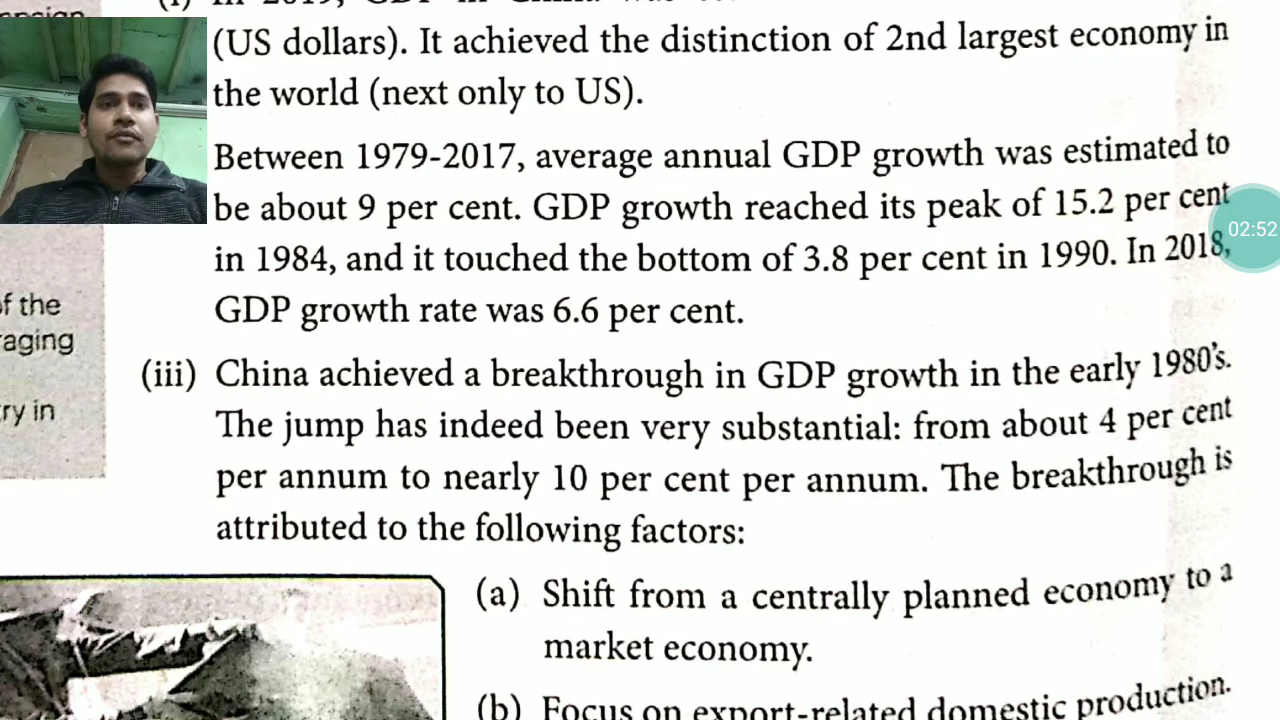 (US dollars). It achieved the distinction of 2nd largest economy in
the world (next only to US).
Between 1979-2017, average annual GDP growth was estimated to
be about 9 per cent. GDP growth reached its peak of 15.2 per cent
in 1984, and it touched the bottom of 3.8 per cent in 1990. In 2018,
GDP growth rate was 6.6 per cent.
(iii) China achieved a breakthrough in GDP growth in the early 1980's.
The jump has indeed been very substantial: from about 4 per cent
per annum to nearly 10 per cent per annum. The breakthrough is
attributed to the following factors:
(a) Shift from a centrally planned economy to a
market economy.
(b) Focus on export-related domestic production.
of the
ry in
02:52